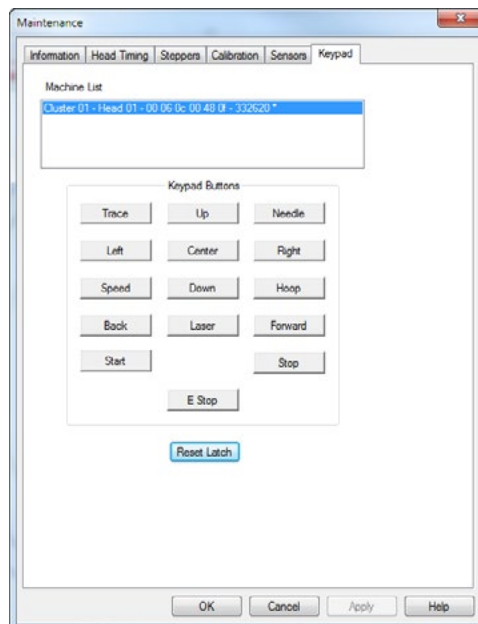 Maintenance
Information Head Timing Steppers Calibration Sensors Keypad
Machine List
Cluster 01 - Head 01 - 00 06 0c 00 48 0f - 332620 *
Keypad Buttons
Trace Up Needle
Left Center Right
Speed Down Hoop
Back Laser Forward
Start Stop
E Stop
Reset Latch
OK Cancel Apply Help